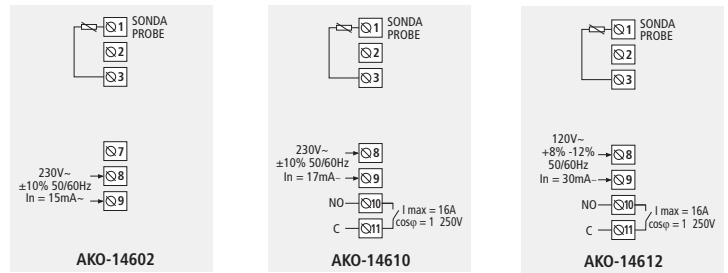 1 SONDA
PROBE
2
3
7
230V~
±10% 50/60Hz
In = 15mA~
8
9
AKO-14602
1 SONDA
PROBE
2
3
230V~
±10% 50/60Hz
In = 17mA~
8
9
NO 10
C 11
I max = 16A
cosφ = 1 250V
AKO-14610
1 SONDA
PROBE
2
3
120V~
+8% -12%
50/60Hz
In = 30mA~
8
9
NO 10
C 11
I max = 16A
cosφ = 1 250V
AKO-14612